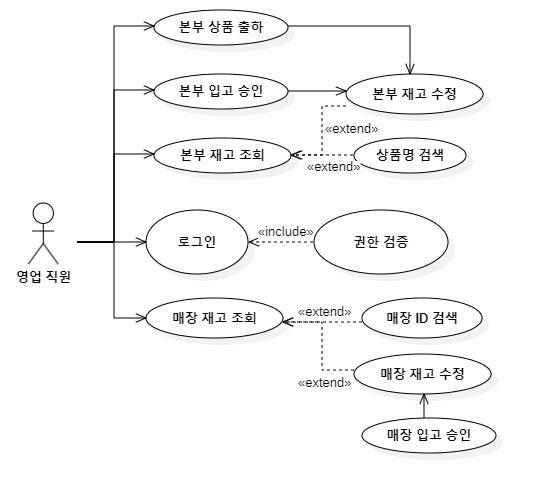 본부 상품 출하
본부 입고 승인
본부 재고 수정
«extend»
본부 재고 조회
상품명 검색
«extend»
로그인
«include»
권한 검증
영업 직원
매장 재고 조회
«extend»
매장 ID 검색
매장 재고 수정
«extend»
매장 입고 승인